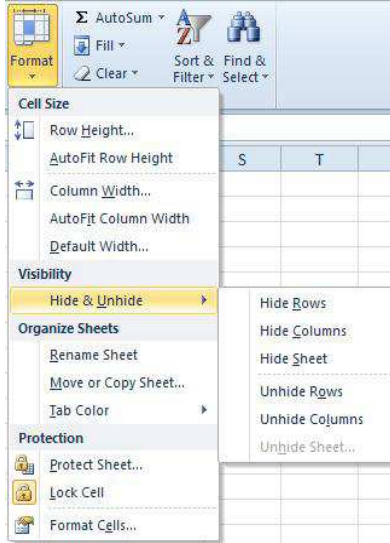 Format
Σ AutoSum
Fill
Clear
Sort &
Filter
Find &
Select
Cell Size
Row Height...
AutoFit Row Height
Column Width...
AutoFit Column Width
Default Width...
Visibility
Hide & Unhide
Organize Sheets
Rename Sheet
Move or Copy Sheet...
Tab Color
Protection
Protect Sheet...
Lock Cell
Format Cells...
S T
Hide Rows
Hide Columns
Hide Sheet
Unhide Rows
Unhide Columns
Unhide Sheet...